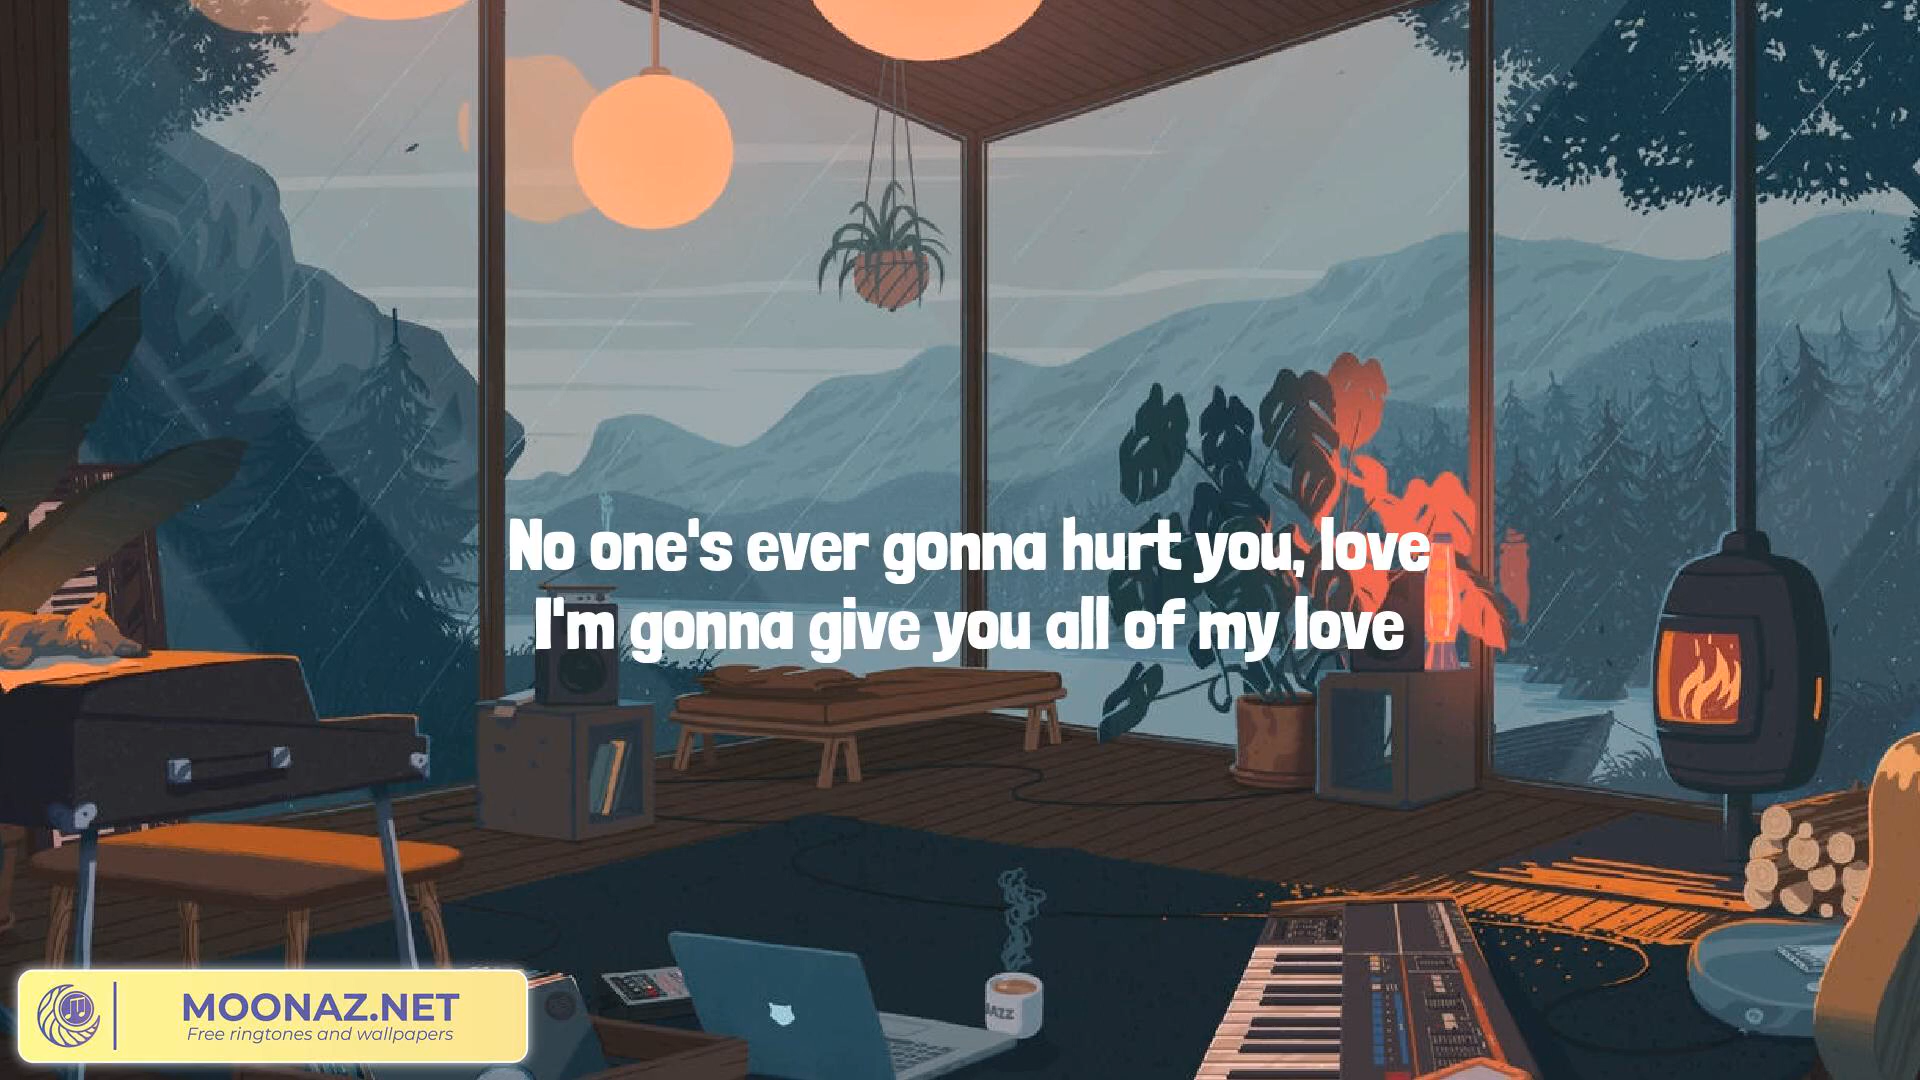 No one's ever gonna hurt you, love
I'm gonna give you all of my love
JAZZ
MOONAZ.NET
Free ringtones and wallpapers